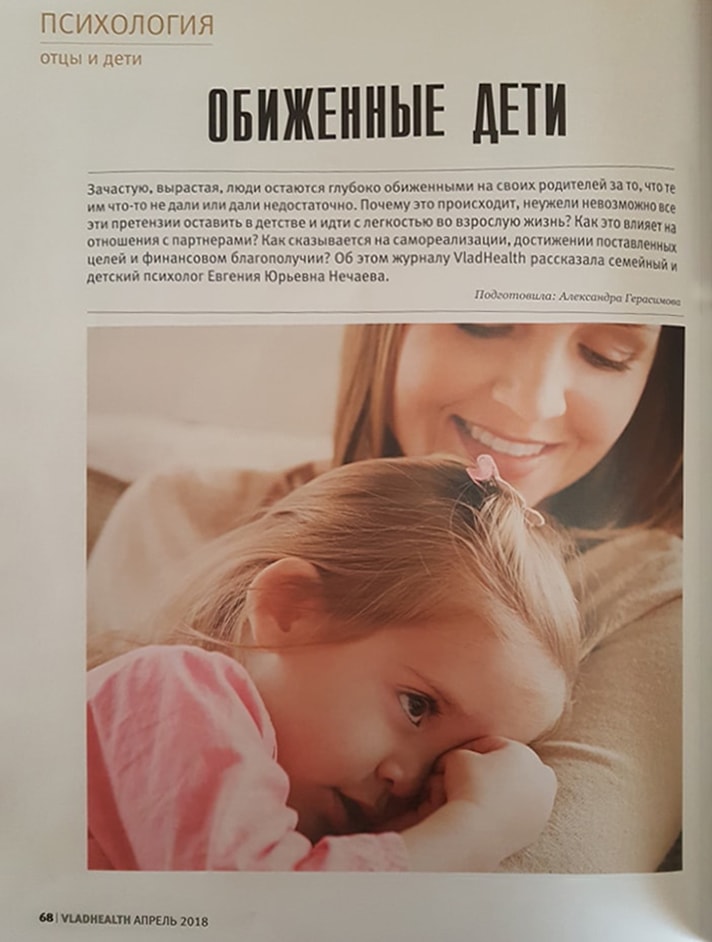 ПСИХОЛОГИЯ
отцы и дети
ОБИЖЕННЫЕ ДЕТИ
Зачастую, вырастая, люди остаются глубоко обиженными на своих родителей за то, что те
им что-то не дали или дали недостаточно. Почему это происходит, неужели невозможно все
эти претензии оставить в детстве и идти с легкостью во взрослую жизнь? Как это влияет на
отношения с партнерами? Как сказывается на самореализации, достижении поставленных
целей и финансовом благополучии? Об этом журналу VladHealth рассказала семейный и
детский психолог Евгения Юрьевна Нечаева.
Подготовила: Александра Герасимова
68 | VLADHEALTH АПРЕЛЬ 2018